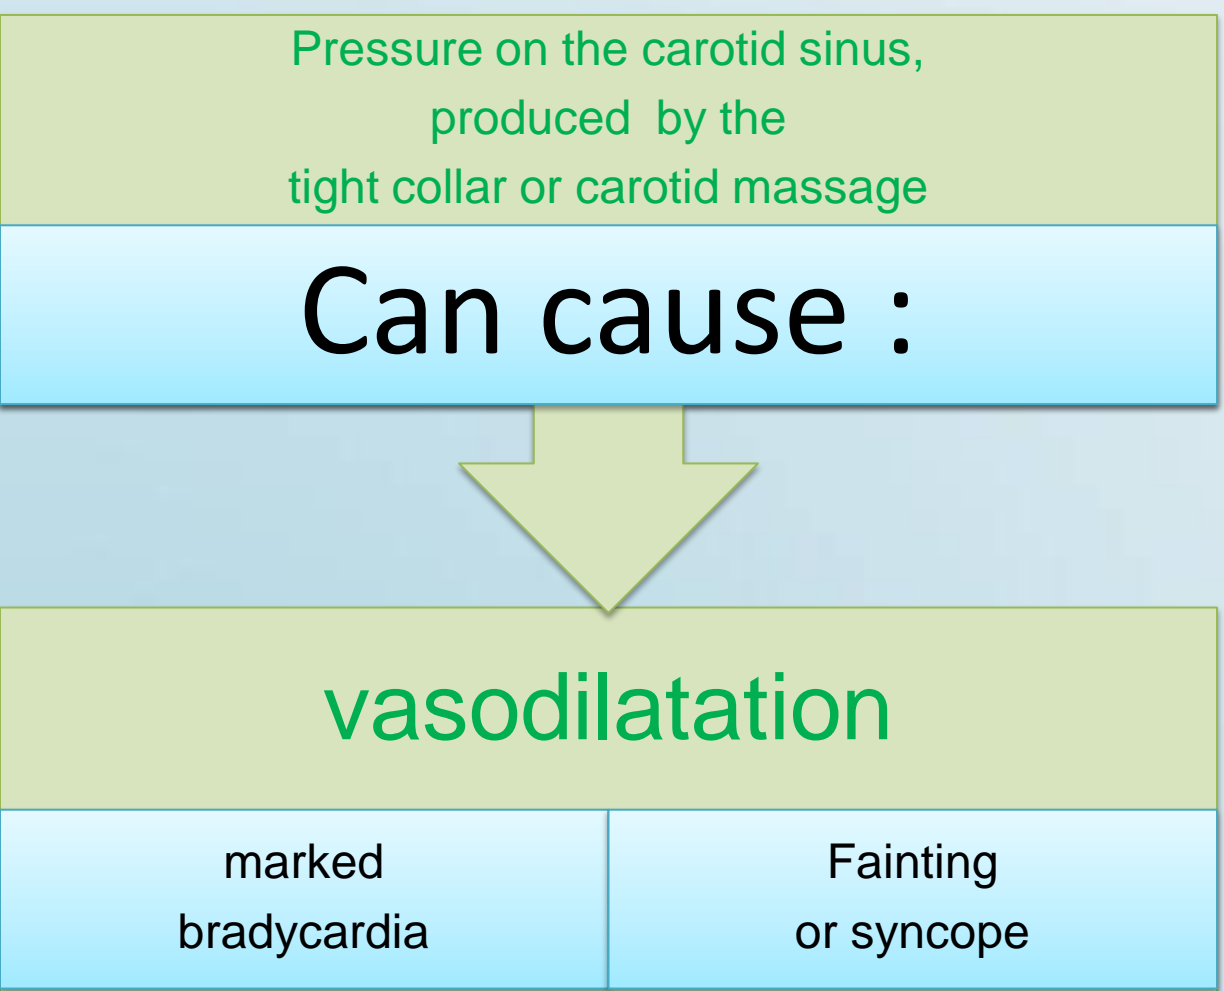 Pressure on the carotid sinus,
produced by the
tight collar or carotid massage
Can cause :
vasodilatation
marked
bradycardia
Fainting
or syncope